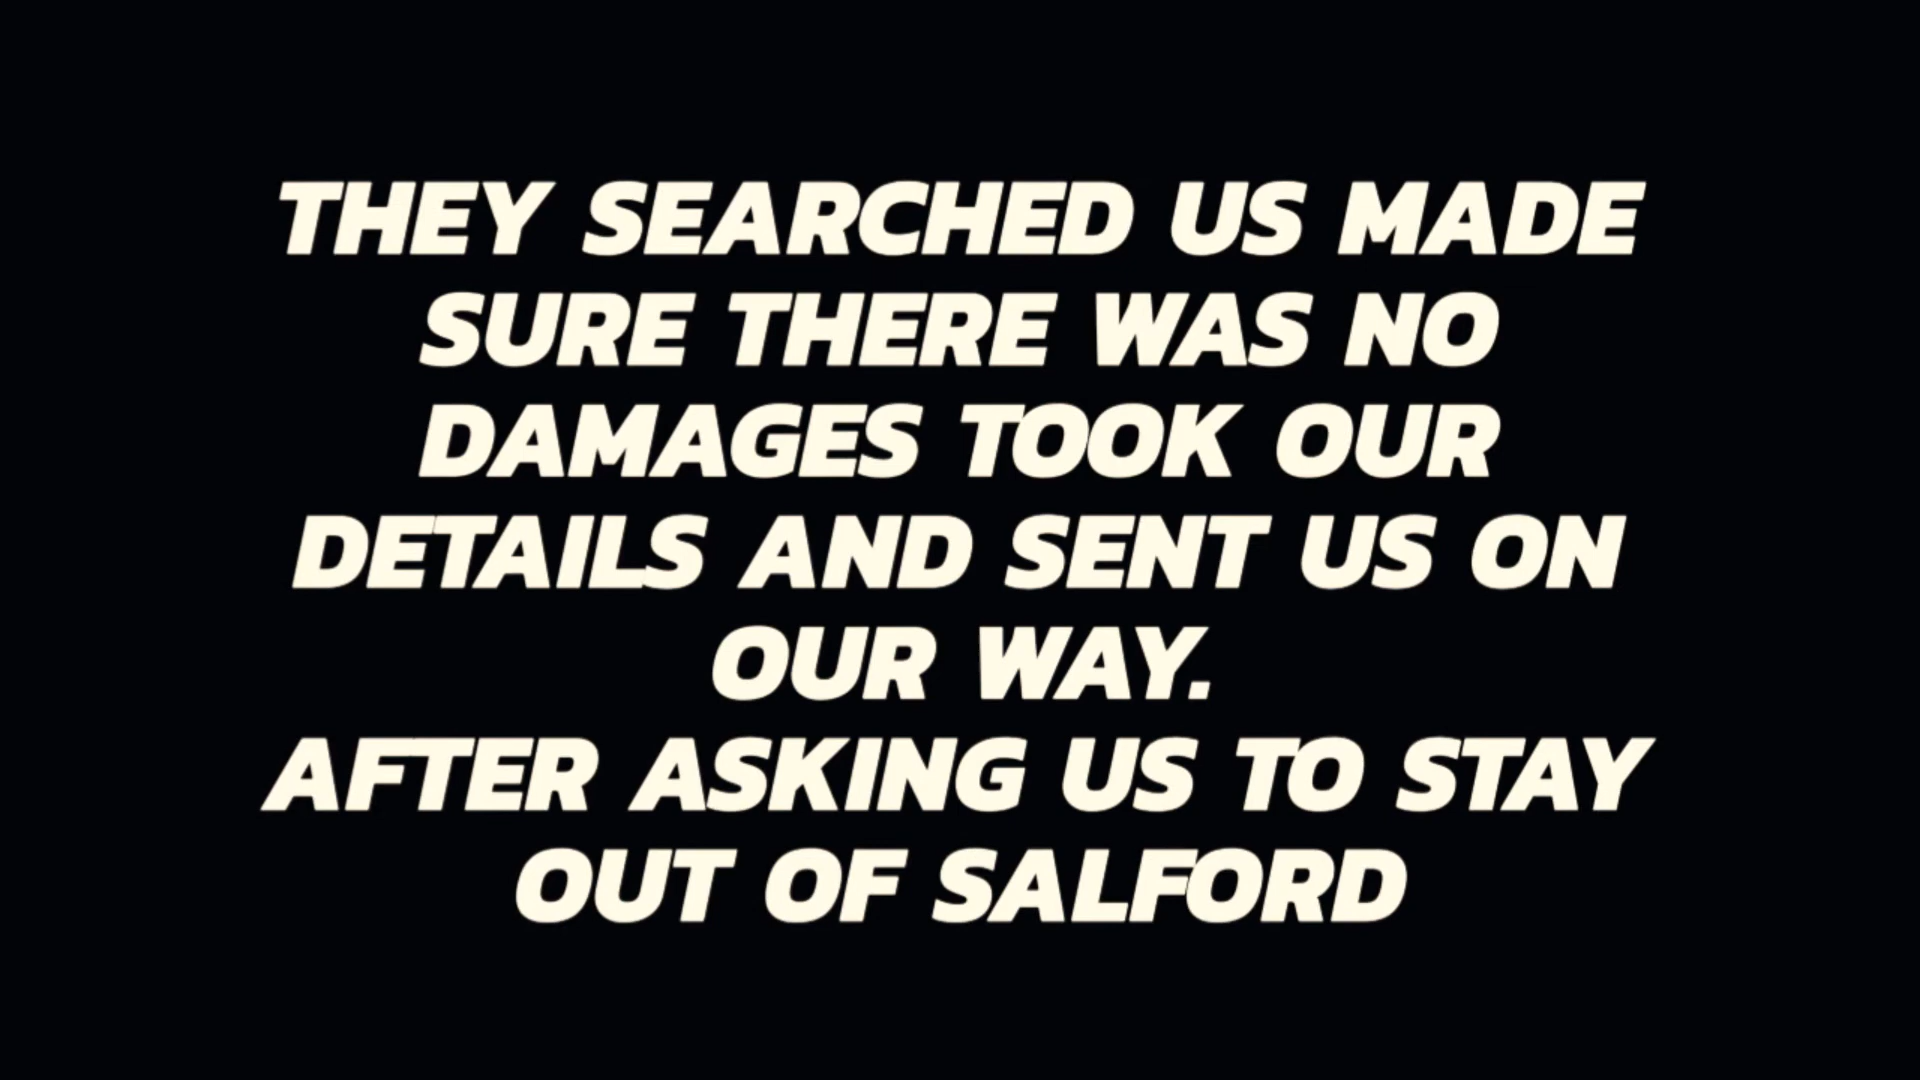 THEY SEARCHED US MADE
SURE THERE WAS NO
DAMAGES TOOK OUR
DETAILS AND SENT US ON
OUR WAY.
AFTER ASKING US TO STAY
OUT OF SALFORD